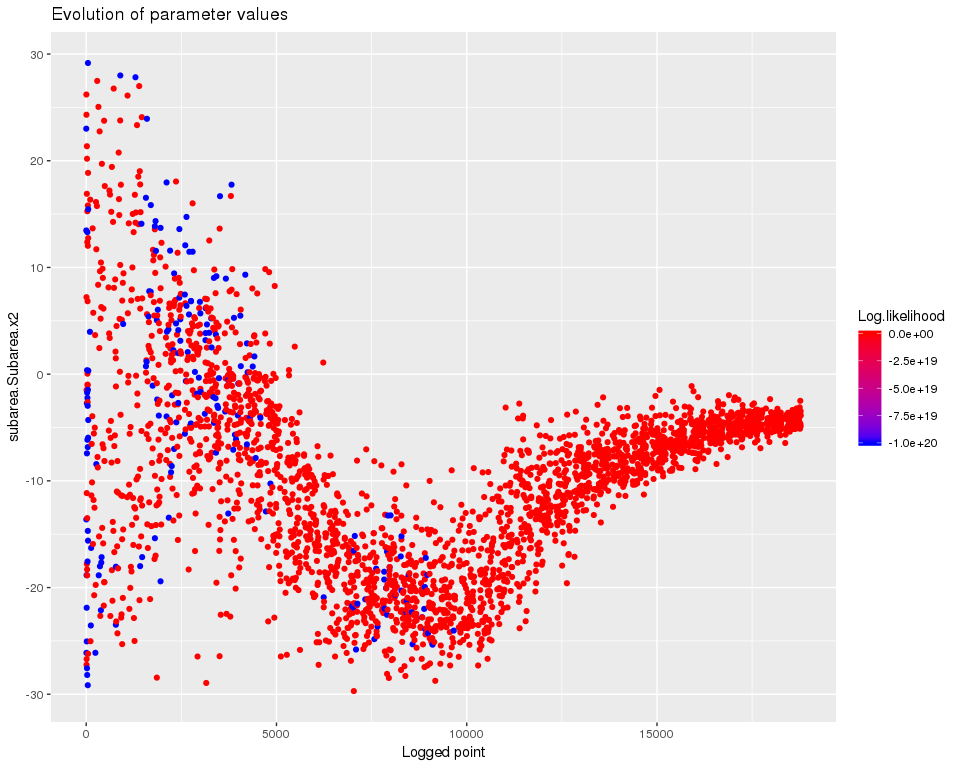 Evolution of parameter values
subarea.Subarea.x2
30
20
10
0
-10
-20
-30
0
5000
10000
15000
Logged point
Log.likelihood
0.0e+00
-2.5e+19
-5.0e+19
-7.5e+19
-1.0e+20